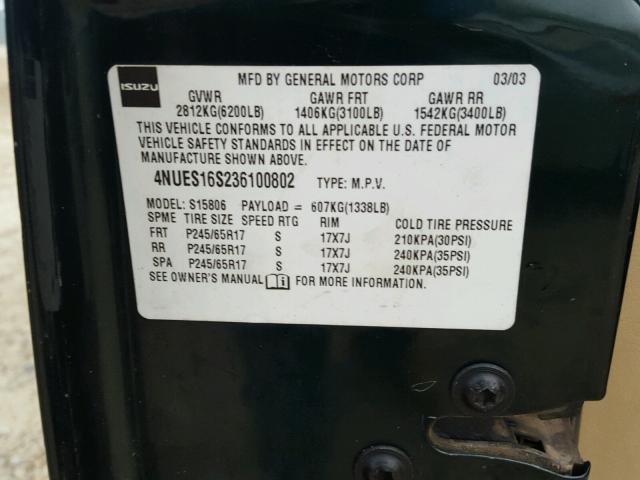 ISUZU
MFD BY GENERAL MOTORS CORP 03/03
GVWR GAWR FRT GAWR RR
2812KG(6200LB) 1406KG(3100LB) 1542KG(3400LB)
THIS VEHICLE CONFORMS TO ALL APPLICABLE U.S. FEDERAL MOTOR
VEHICLE SAFETY STANDARDS IN EFFECT ON THE DATE OF
MANUFACTURE SHOWN ABOVE.
4NUES16S236100802 TYPE: M.P.V.
MODEL: S15806 PAYLOAD = 607KG(1338LB)
SPME TIRE SIZE SPEED RTG RIM COLD TIRE PRESSURE
FRT P245/65R17 S 17X7J 210KPA(30PSI)
RR P245/65R17 S 17X7J 240KPA(35PSI)
SPA P245/65R17 S 17X7J 240KPA(35PSI)
SEE OWNER'S MANUAL FOR MORE INFORMATION.